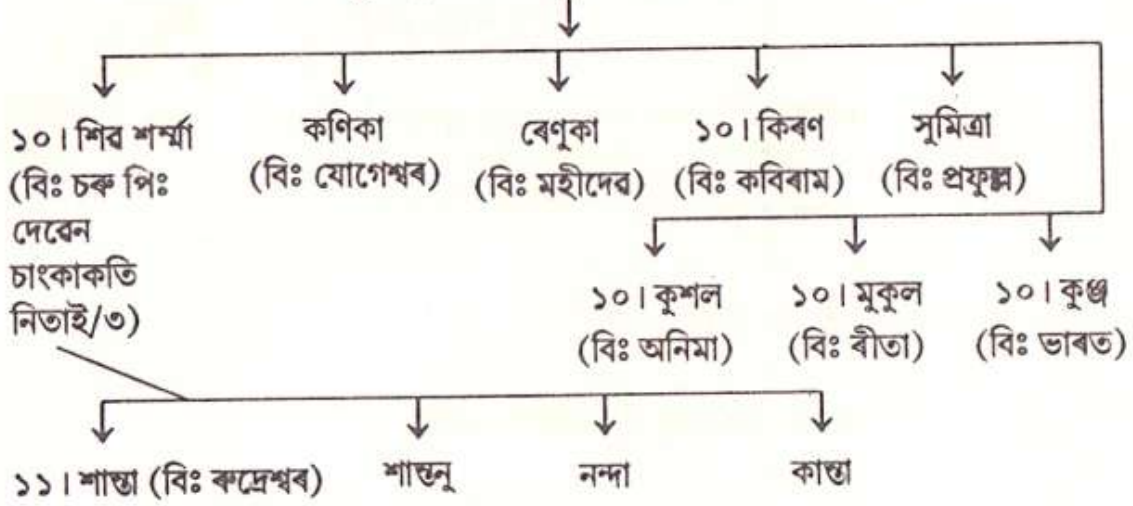 ১০। শিৱ শৰ্ম্মা
(বিঃ চৰু পিঃ
দেৱেন
চাংকাকতি
নিতাই/৩)
কণিকা
(বিঃ যোগেশ্বৰ)
ৰেণুকা
(বিঃ মহীদেৱ)
১০। কিৰণ
(বিঃ কবিৰাম)
সুমিত্ৰা
(বিঃ প্ৰফুল্ল)
১০। কুশল
(বিঃ অনিমা)
১০। মুকুল
(বিঃ ৰীতা)
১০। কুঞ্জ
(বিঃ ভাৰত)
১১। শান্তা (বিঃ ৰুদ্ৰেশ্বৰ)
শান্তনু
নন্দা
কান্তা